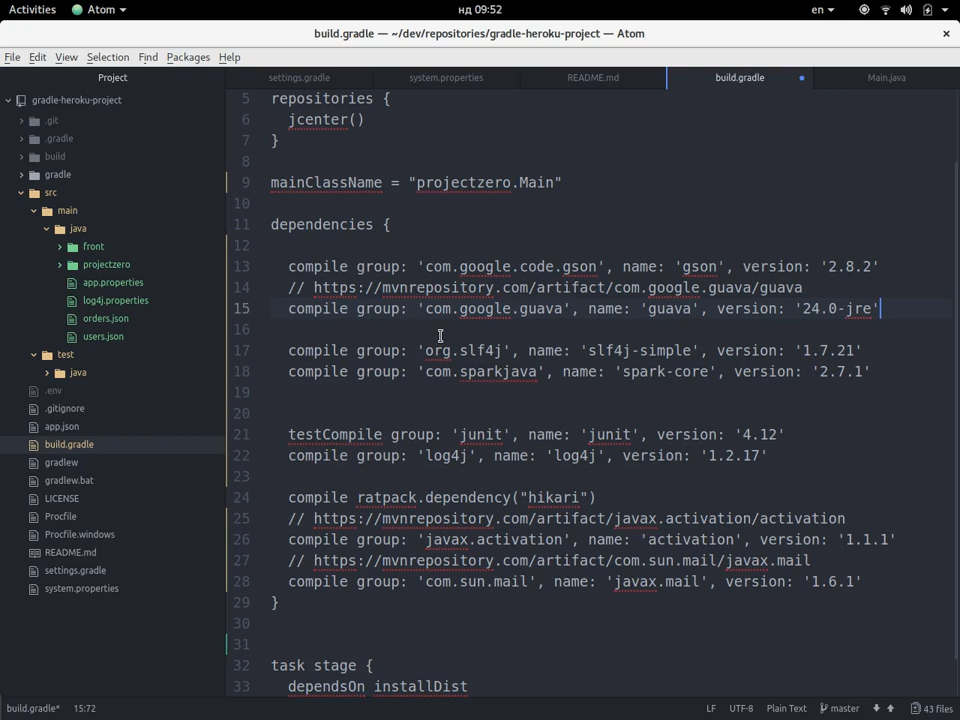 Activities
Atom
нд 09:52
en
build.gradle — ~/dev/repositories/gradle-heroku-project — Atom
×
File Edit View Selection Find Packages Help
Project
settings.gradle
system.properties
README.md
build.gradle
Main.java
gradle-heroku-project
.git
.gradle
build
gradle
src
main
java
front
projectzero
app.properties
log4j.properties
orders.json
users.json
test
java
.env
.gitignore
app.json
build.gradle
gradlew
gradlew.bat
LICENSE
Procfile
Procfile.windows
README.md
settings.gradle
system.properties
5 repositories {
6 jcenter()
7 }
8
9 mainClassName = "projectzero.Main"
10
11 dependencies {
12
13 compile group: 'com.google.code.gson', name: 'gson', version: '2.8.2'
14 // https://mvnrepository.com/artifact/com.google.guava/guava
15 compile group: 'com.google.guava', name: 'guava', version: '24.0-jre'
16
17 compile group: 'org.slf4j', name: 'slf4j-simple', version: '1.7.21'
18 compile group: 'com.sparkjava', name: 'spark-core', version: '2.7.1'
19
20
21 testCompile group: 'junit', name: 'junit', version: '4.12'
22 compile group: 'log4j', name: 'log4j', version: '1.2.17'
23
24 compile ratpack.dependency("hikari")
25 // https://mvnrepository.com/artifact/javax.activation/activation
26 compile group: 'javax.activation', name: 'activation', version: '1.1.1'
27 // https://mvnrepository.com/artifact/com.sun.mail/javax.mail
28 compile group: 'com.sun.mail', name: 'javax.mail', version: '1.6.1'
29 }
30
31
32 task stage {
33 dependsOn installDist
build.gradle* 15:72
LF UTF-8 Plain Text master 43 files